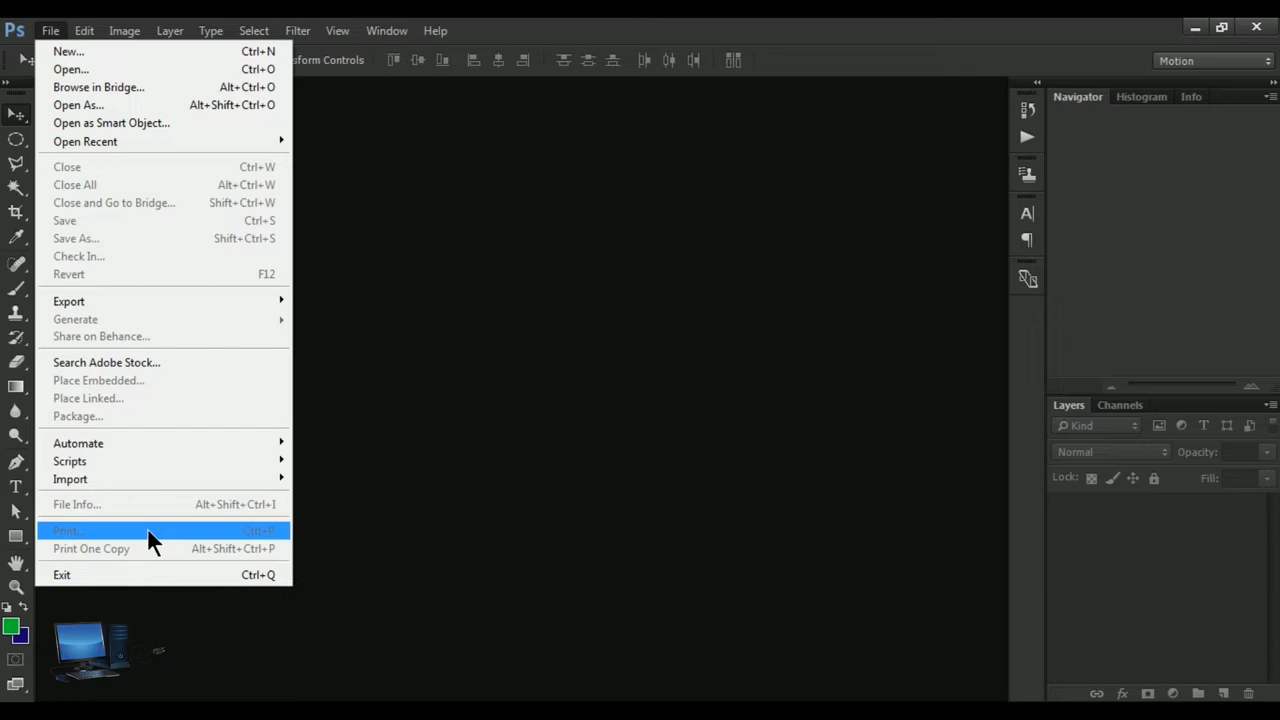 Ps File Edit Image Layer Type Select Filter View Window Help
nsform Controls Motion
New... Ctrl+N
Open... Ctrl+O
Browse in Bridge... Alt+Ctrl+O
Open As... Alt+Shift+Ctrl+O
Open as Smart Object...
Open Recent
Close Ctrl+W
Close All Alt+Ctrl+W
Close and Go to Bridge... Shift+Ctrl+W
Save Ctrl+S
Save As... Shift+Ctrl+S
Check In...
Revert F12
Export
Generate
Share on Behance...
Search Adobe Stock...
Place Embedded...
Place Linked...
Package...
Automate
Scripts
Import
File Info... Alt+Shift+Ctrl+I
Print... Ctrl+P
Print One Copy Alt+Shift+Ctrl+P
Exit Ctrl+Q
Navigator Histogram Info
Layers Channels
Kind
Normal Opacity:
Lock: Fill: